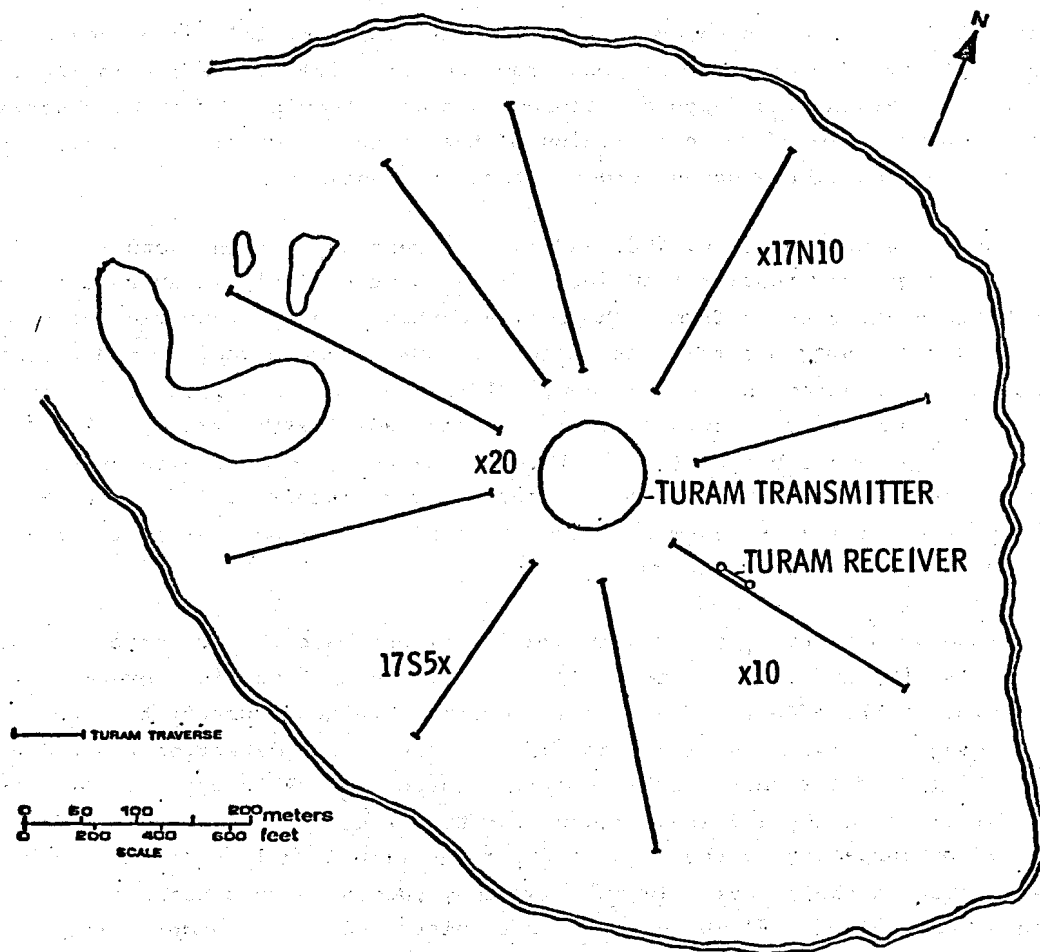 N
x17N10
x20
TURAM TRANSMITTER
TURAM RECEIVER
17S5x
x10
TURAM TRAVERSE
0 50 100 200 meters
0 200 400 600 feet
SCALE